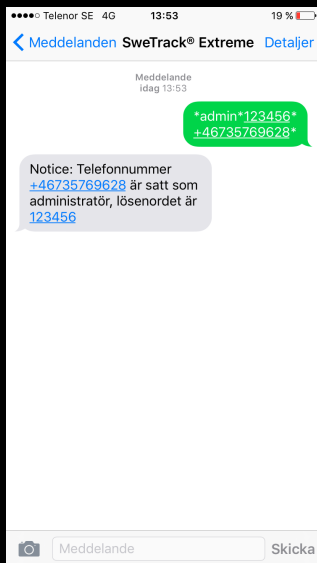 Telenor SE 4G 13:53 19 %
Meddelanden SweTrack® Extreme Detaljer
Meddelande
idag 13:53
*admin*123456*
+46735769628*
Notice: Telefonnummer
+46735769628 är satt som
administratör, lösenordet är
123456
Meddelande Skicka